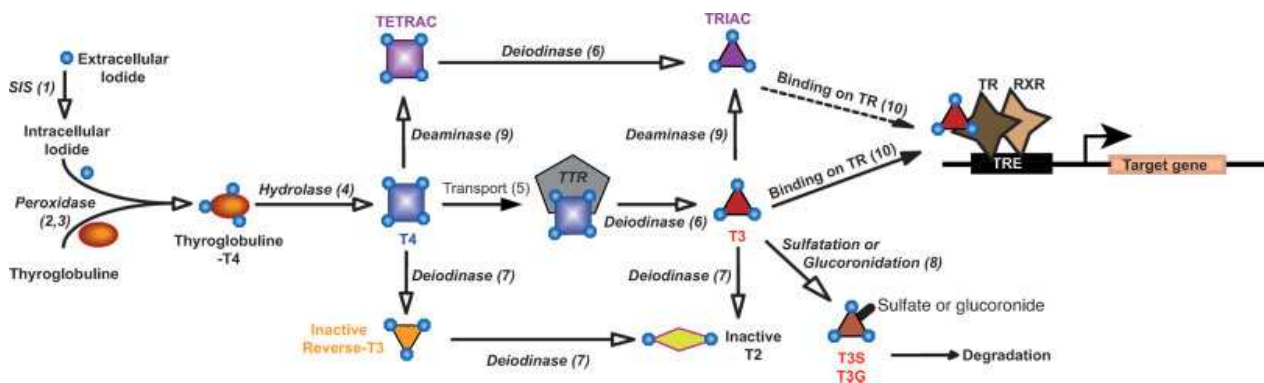 TETRAC
TRIAC
Extracellular
Iodide
Deiodinase (6)
SIS (1)
Binding on TR (10)
TR
RXR
Intracellular
Iodide
Deaminase (9)
Deaminase (9)
TRE
Target gene
Peroxidase
(2,3)
Hydrolase (4)
Transport (5)
TTR
Deiodinase (6)
Binding on TR (10)
Thyroglobuline
-T4
T4
T3
Thyroglobuline
Sulfatation or
Glucoronidation (8)
Deiodinase (7)
Deiodinase (7)
Sulfate or glucoronide
Inactive
Reverse-T3
Inactive
T2
Deiodinase (7)
T3S
T3G
Degradation